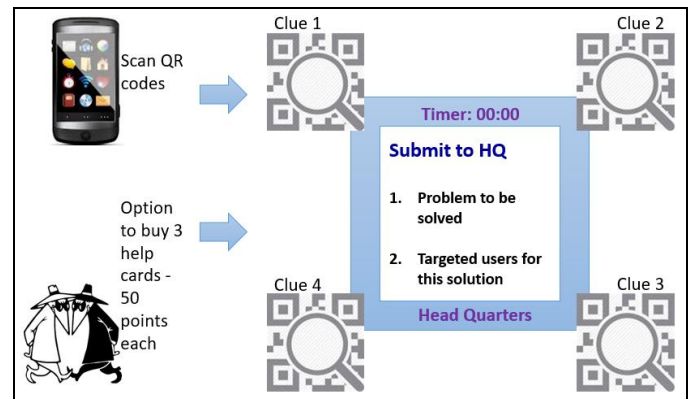 Clue 1
Clue 2
Scan QR
codes
Timer: 00:00
Submit to HQ
1. Problem to be
solved
2. Targeted users for
this solution
Option
to buy 3
help
cards -
50
points
each
Clue 4
Clue 3
Head Quarters